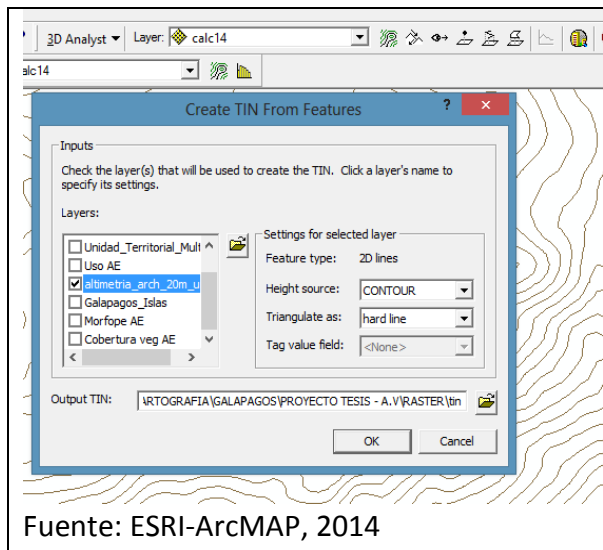 3D Analyst Layer: calc14
alc14
Create TIN From Features ? x
Inputs
Check the layer(s) that will be used to create the TIN. Click a layer's name to
specify its settings.
Layers:
Unidad_Territorial_Mult
Uso AE
altimetria_arch_20m_u
Galapagos_Islas
Morfope AE
Cobertura veg AE
Settings for selected layer
Feature type: 2D lines
Height source: CONTOUR
Triangulate as: hard line
Tag value field: <None>
Output TIN: \RTOGRAFIA\GALAPAGOS\PROYECTO TESIS - A.V\RASTER\tin
OK Cancel
Fuente: ESRI-ArcMAP, 2014